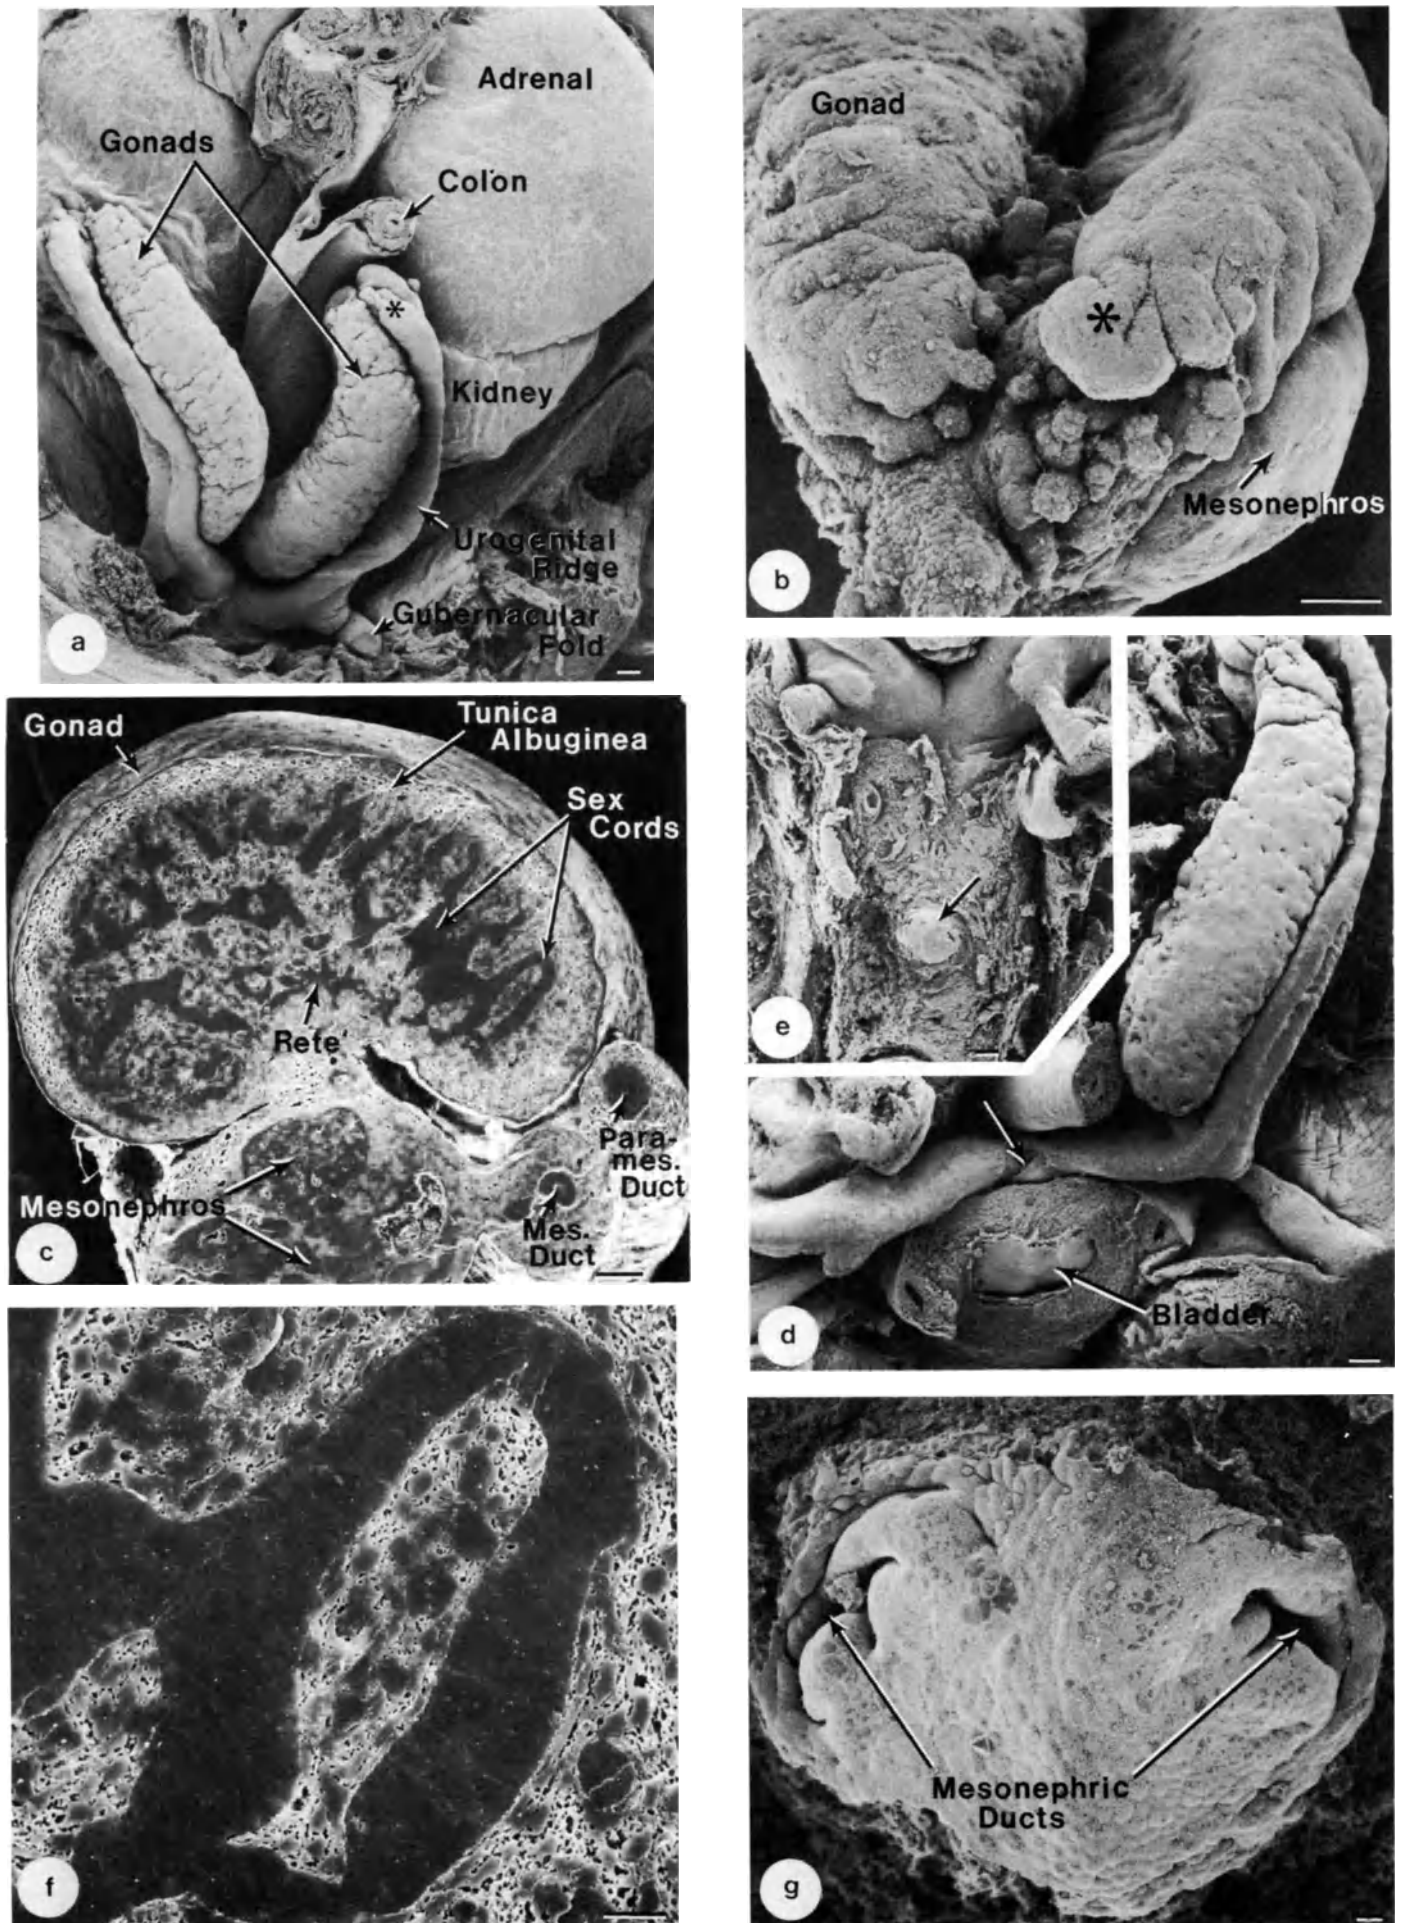 Adrenal
Gonads
Colon
*
Kidney
Urogenital
Ridge
Gubernacular
Fold
a
Gonad
*
Mesonephros
b
Gonad
Tunica
Albuginea
Sex
Cords
Rete
Para-
mes.
Duct
Mesonephros
Mes.
Duct
c
e
Bladder
d
f
Mesonephric
Ducts
g